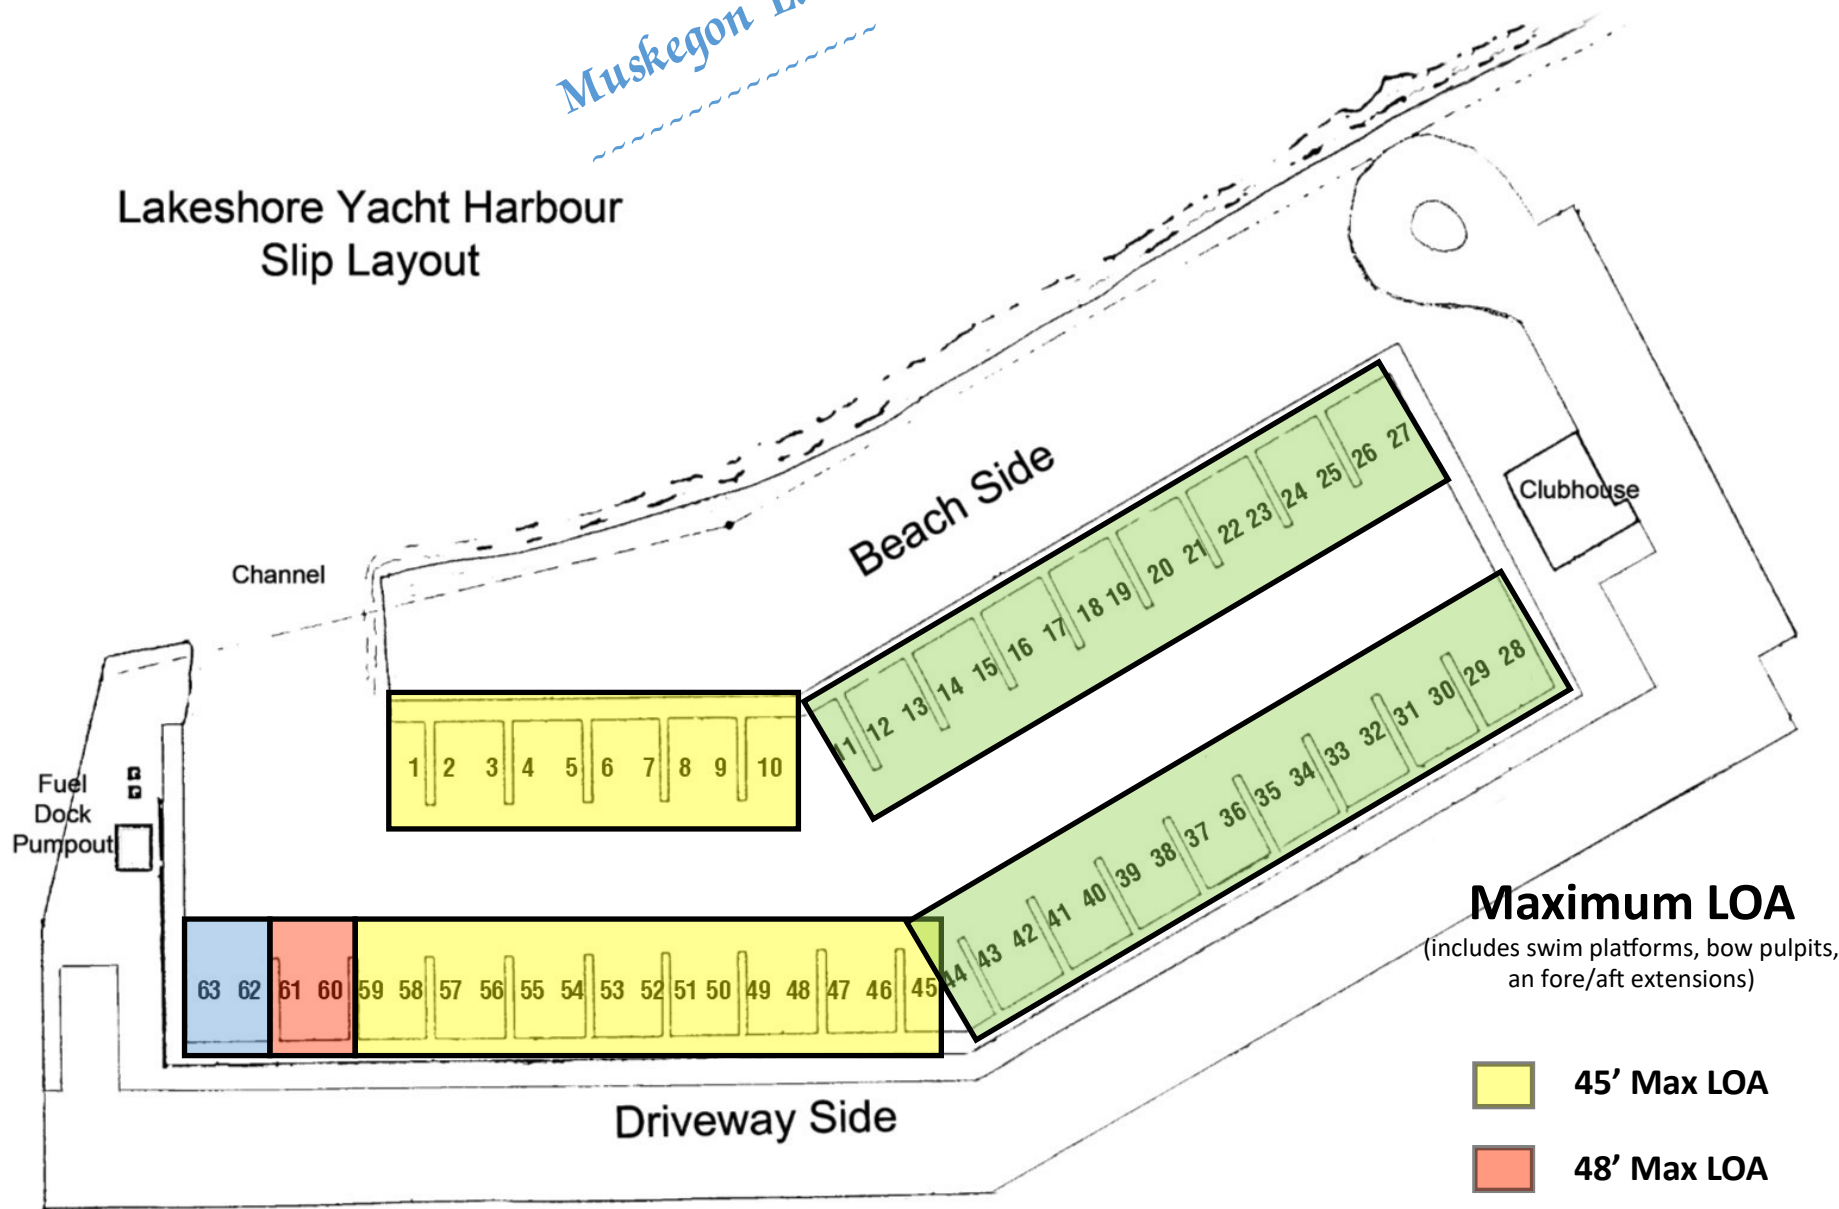 Muskegon
Lakeshore Yacht Harbour
Slip Layout
Beach Side
Clubhouse
Channel
Fuel
Dock
Pumpout
1 2 3 4 5 6 7 8 9 10
11 12 13 14 15 16 17 18 19 20 21 22 23 24 25 26 27
44 43 42 41 40 39 38 37 36 35 34 33 32 31 30 29 28
63 62 61 60 59 58 57 56 55 54 53 52 51 50 49 48 47 46 45
Driveway Side
Maximum LOA
(includes swim platforms, bow pulpits,
an fore/aft extensions)
45’ Max LOA
48’ Max LOA